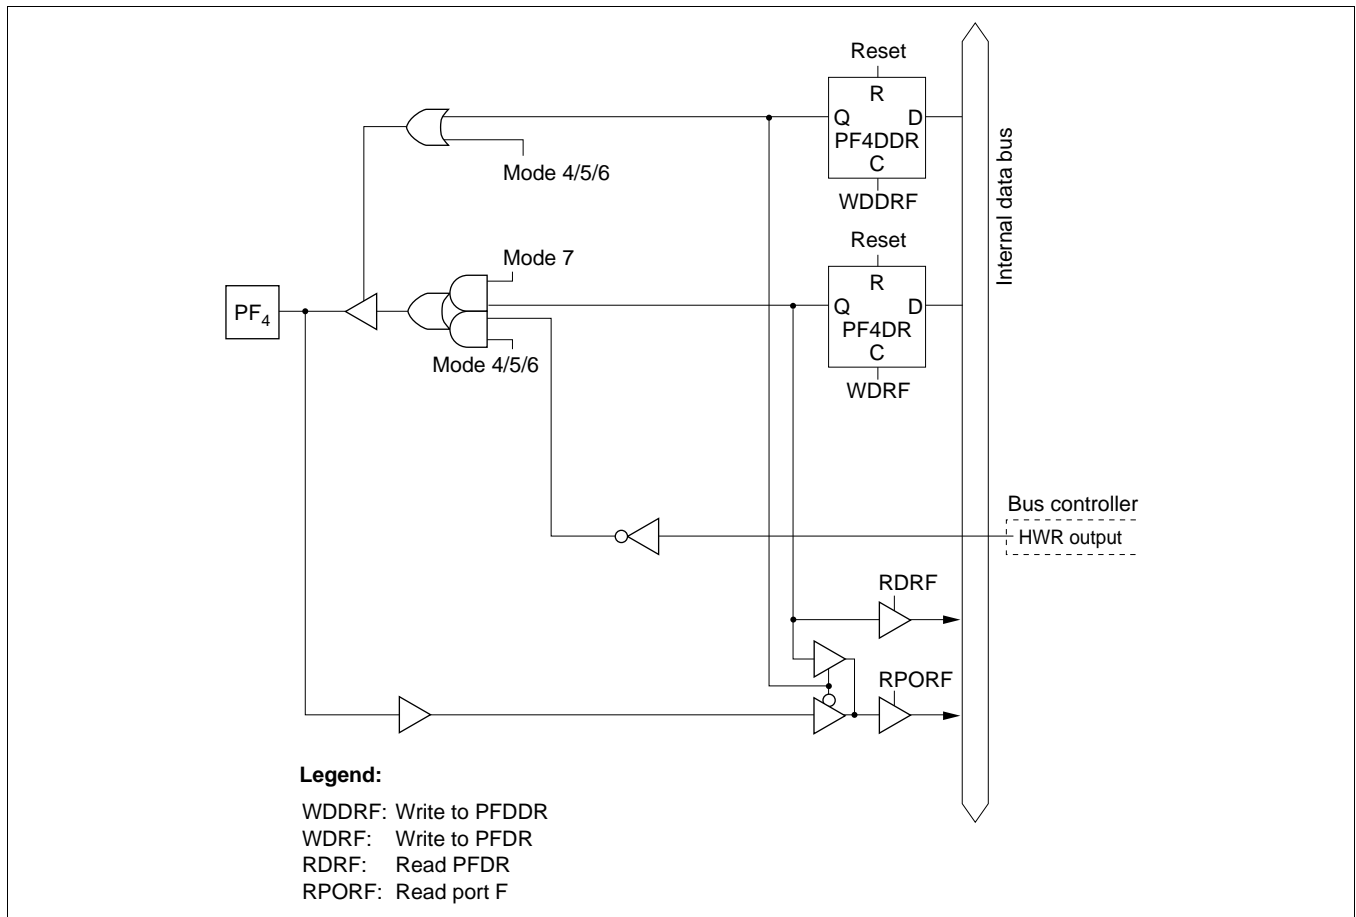 Reset
R
Q D
PF4DDR
C
WDDRF
Mode 4/5/6
Internal data bus
Reset
R
Q D
PF4DR
C
WDRF
Mode 7
PF4
Mode 4/5/6
Bus controller
HWR output
RDRF
RPORF
Legend:
WDDRF: Write to PFDDR
WDRF: Write to PFDR
RDRF: Read PFDR
RPORF: Read port F